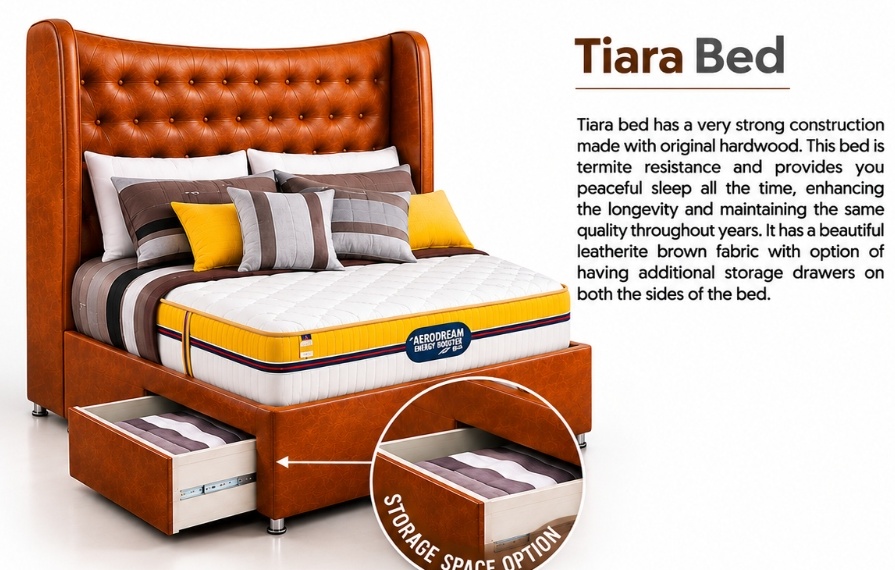 Tiara Bed
Tiara bed has a very strong construction
made with original hardwood. This bed is
termite resistance and provides you
peaceful sleep all the time, enhancing
the longevity and maintaining the same
quality throughout years. It has a beautiful
leatherite brown fabric with option of
having additional storage drawers on
both the sides of the bed.
AERODREAM
ENERGY BOOSTER
STORAGE SPACE OPTION